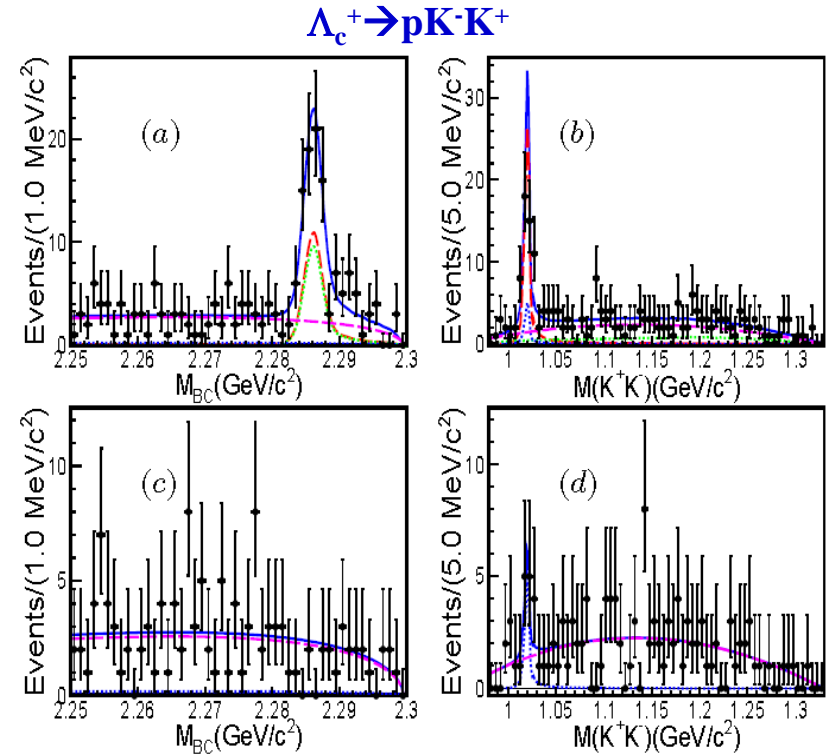 Λc⁺→pK⁻K⁺
Events/(1.0 MeV/c²)
20
10
0
(a)
2.25 2.26 2.27 2.28 2.29 2.3
M_BC(GeV/c²)
Events/(5.0 MeV/c²)
30
20
10
0
(b)
1 1.05 1.1 1.15 1.2 1.25 1.3
M(K⁺K⁻)(GeV/c²)
Events/(1.0 MeV/c²)
10
5
0
(c)
2.25 2.26 2.27 2.28 2.29 2.3
M_BC(GeV/c²)
Events/(5.0 MeV/c²)
10
5
0
(d)
1 1.05 1.1 1.15 1.2 1.25 1.3
M(K⁺K⁻)(GeV/c²)